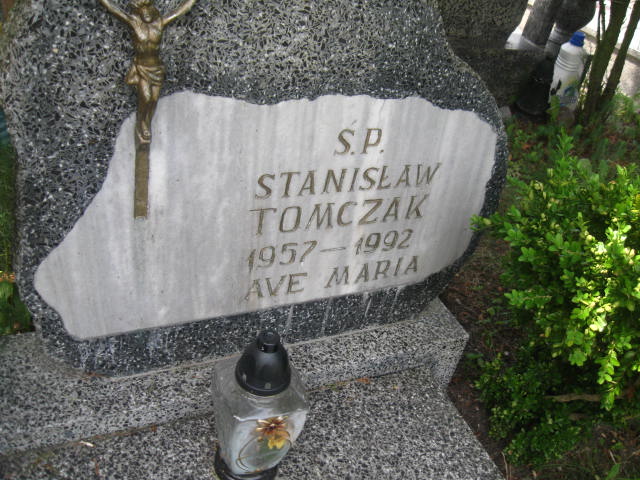 Ś.P.
STANISŁAW
TOMCZAK
1957-1992
AVE MARIA